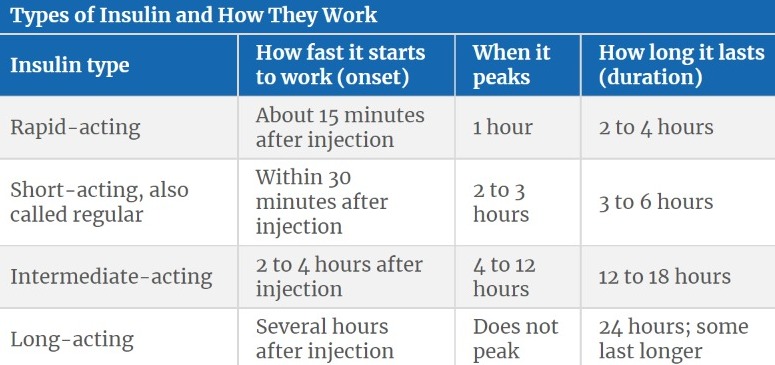 Types of Insulin and How They Work
Insulin type
How fast it starts
to work (onset)
When it
peaks
How long it lasts
(duration)
Rapid-acting
About 15 minutes
after injection
1 hour
2 to 4 hours
Short-acting, also
called regular
Within 30
minutes after
injection
2 to 3
hours
3 to 6 hours
Intermediate-acting
2 to 4 hours after
injection
4 to 12
hours
12 to 18 hours
Long-acting
Several hours
after injection
Does not
peak
24 hours; some
last longer